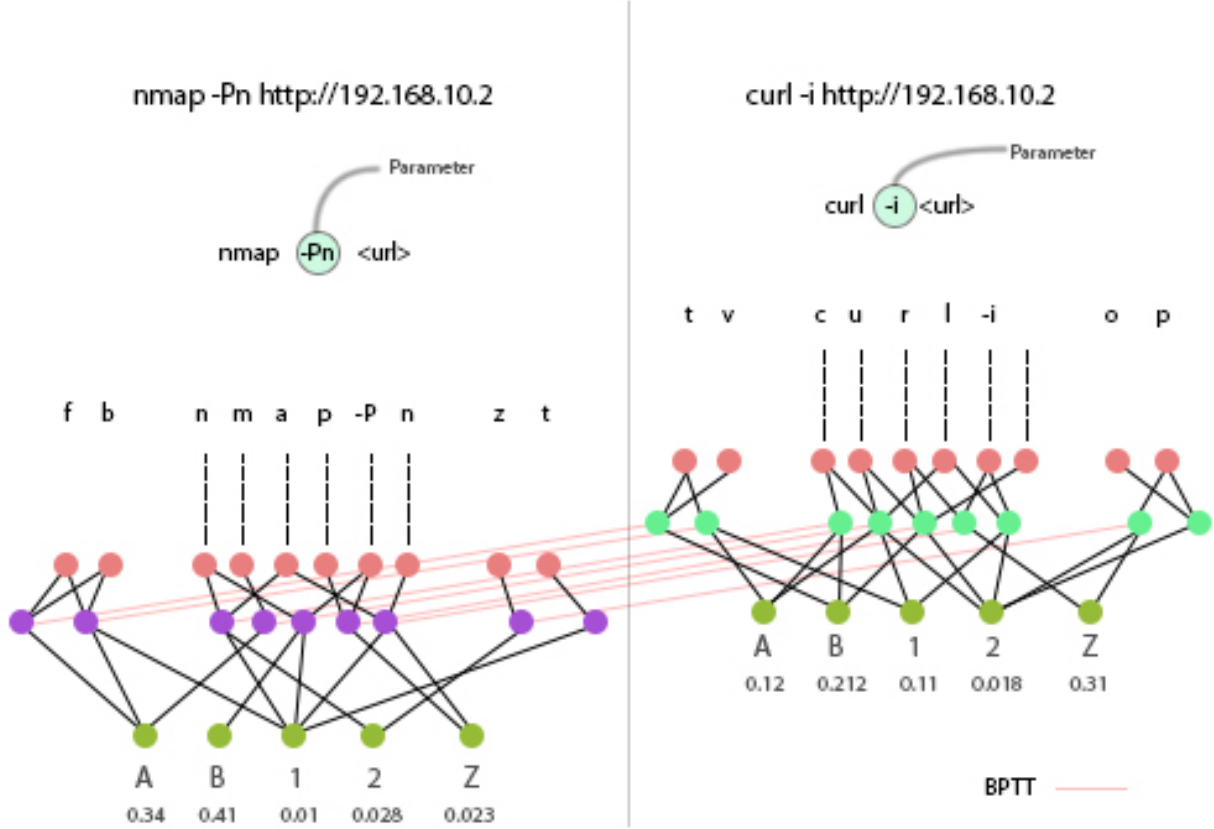 nmap -Pn http://192.168.10.2
Parameter
nmap -Pn <url>
f b n m a p -P n z t
A B 1 2 Z
0.34 0.41 0.01 0.028 0.023
curl -i http://192.168.10.2
Parameter
curl -i <url>
t v c u r l -i o p
A B 1 2 Z
0.12 0.212 0.11 0.018 0.31
BPTT